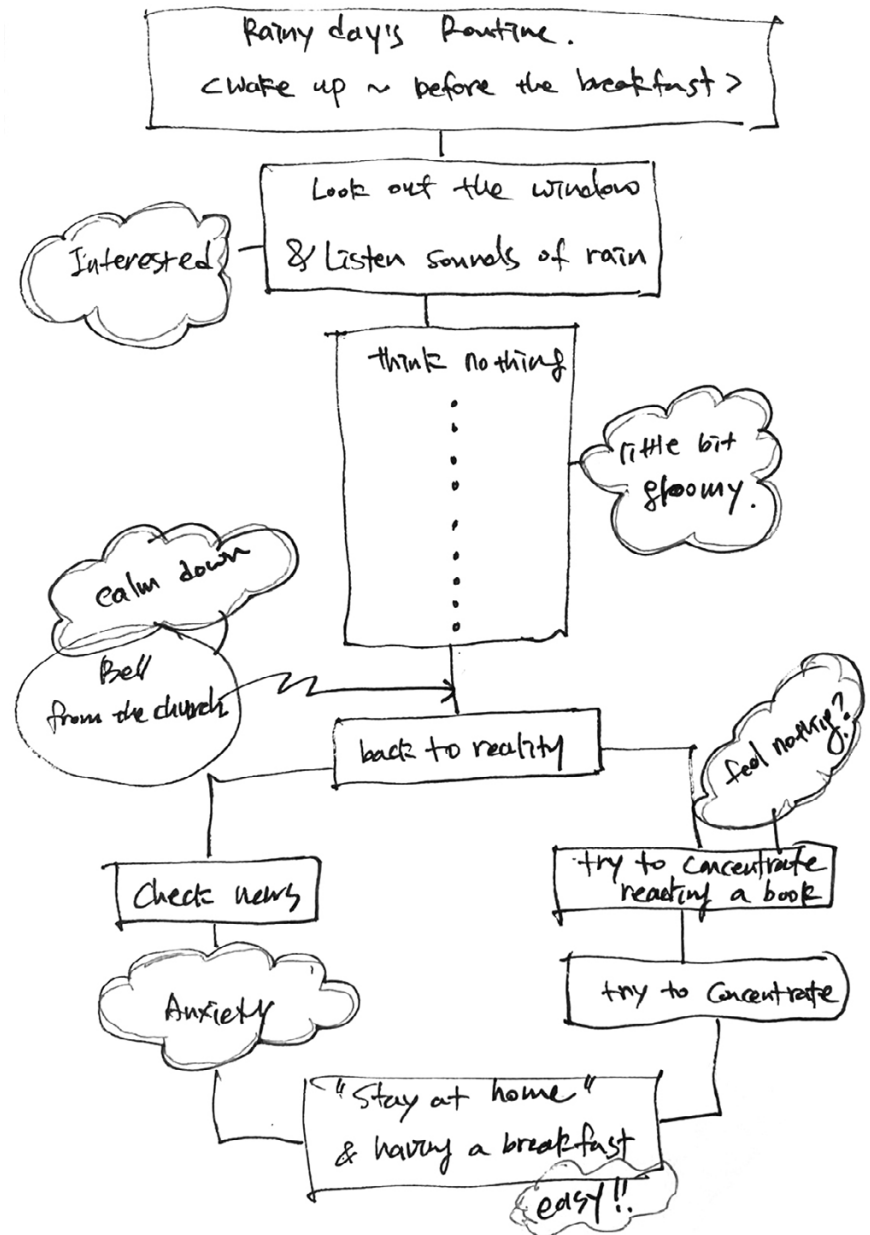 Rainy day's Routine.
<Wake up ~ before the breakfast>
Look out the window
& Listen sounds of rain
Interested
think nothing
little bit
gloomy.
calm down
Bell
from the church
back to reality
feel nothing?
check news
try to concentrate
reading a book
Anxiety
try to concentrate
"Stay at home"
& having a breakfast
easy!!